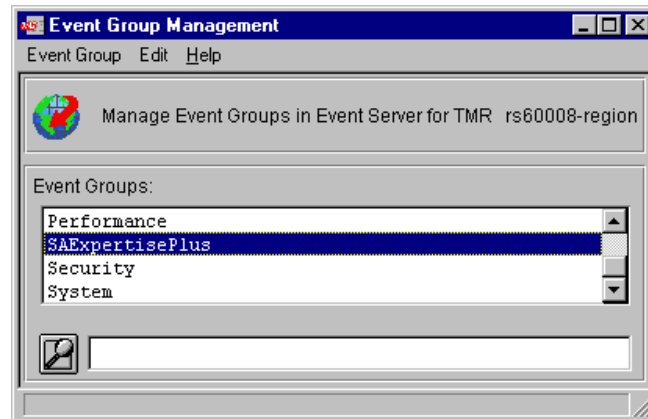 Event Group Management
Event Group Edit Help
Manage Event Groups in Event Server for TMR rs60008-region
Event Groups:
Performance
SAExpertisePlus
Security
System